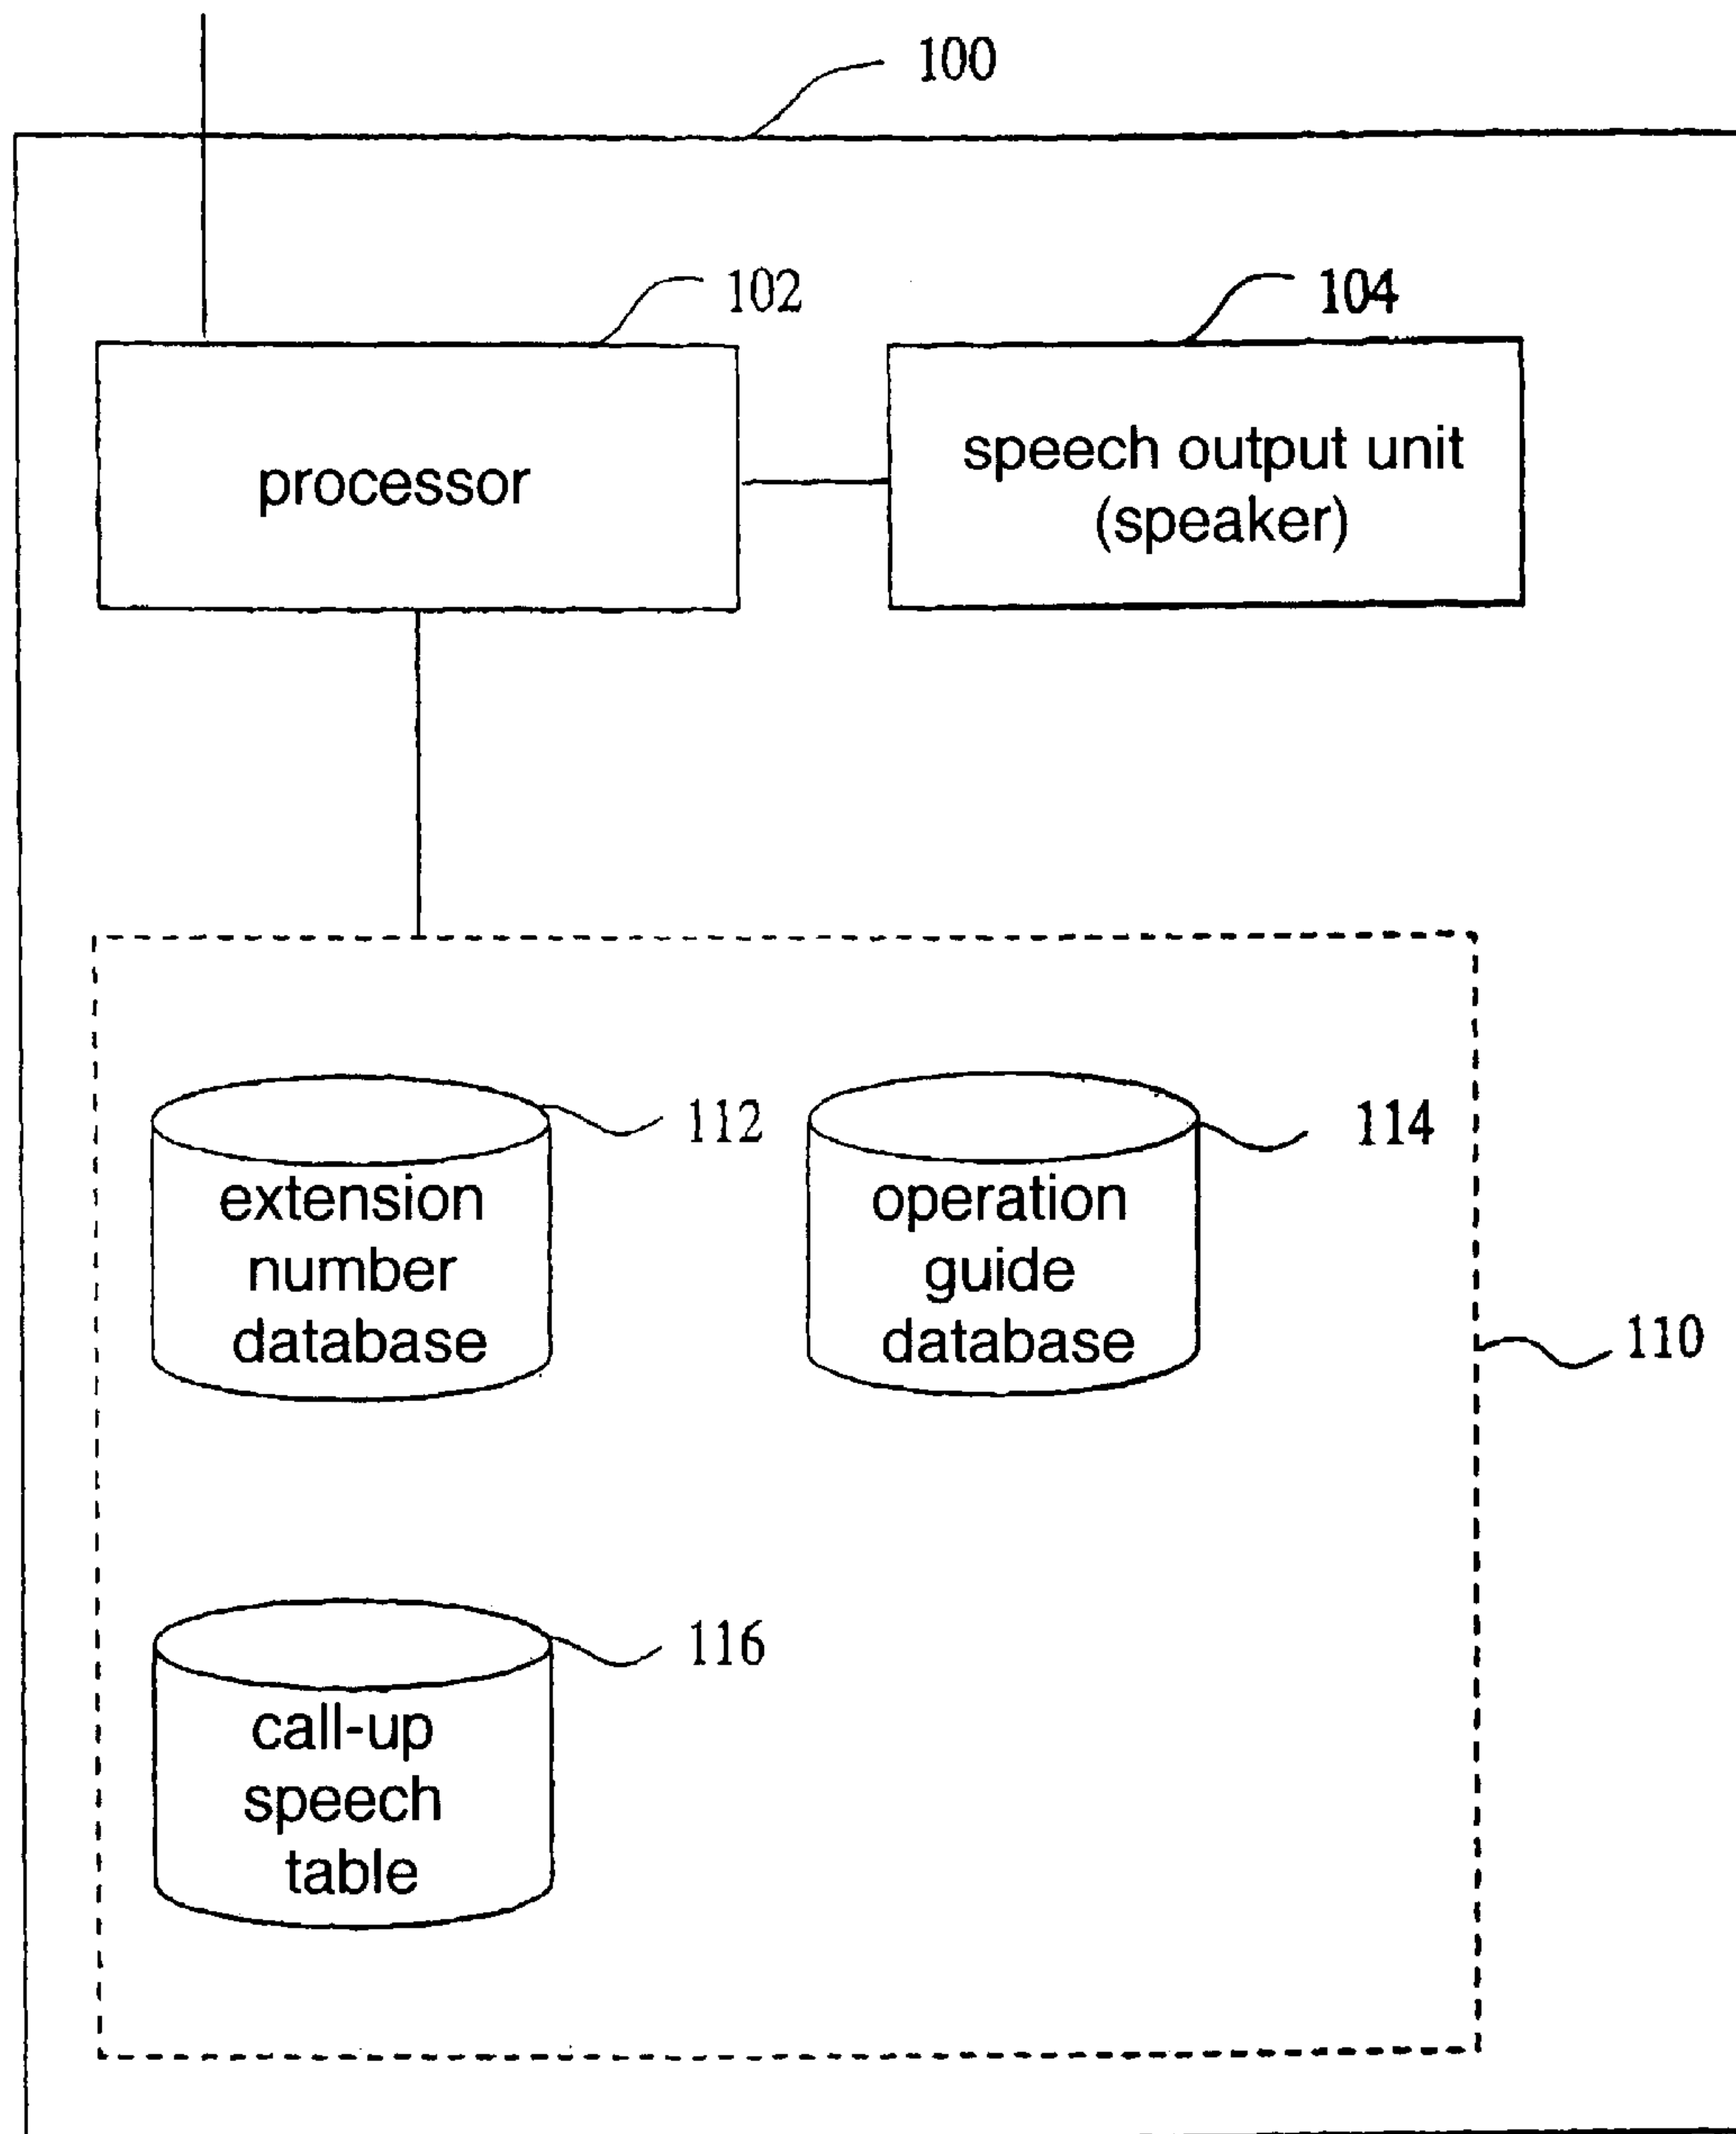 100
102
104
processor
speech output unit
(speaker)
112
114
extension
number
database
operation
guide
database
110
116
call-up
speech
table